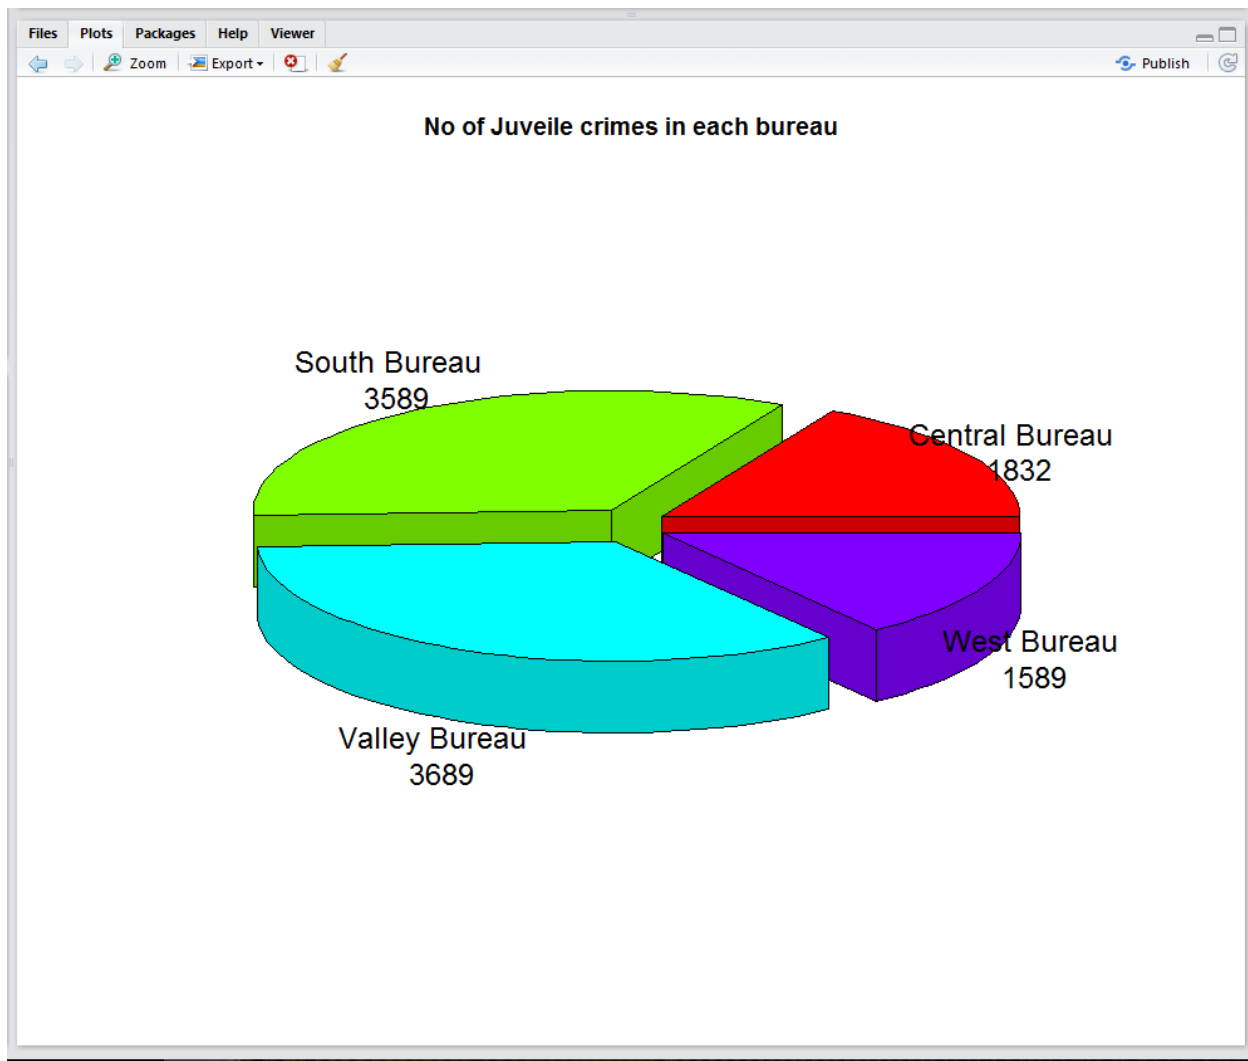 Files Plots Packages Help Viewer
Zoom Export Publish
No of Juveile crimes in each bureau
South Bureau
3589
Central Bureau
1832
West Bureau
1589
Valley Bureau
3689